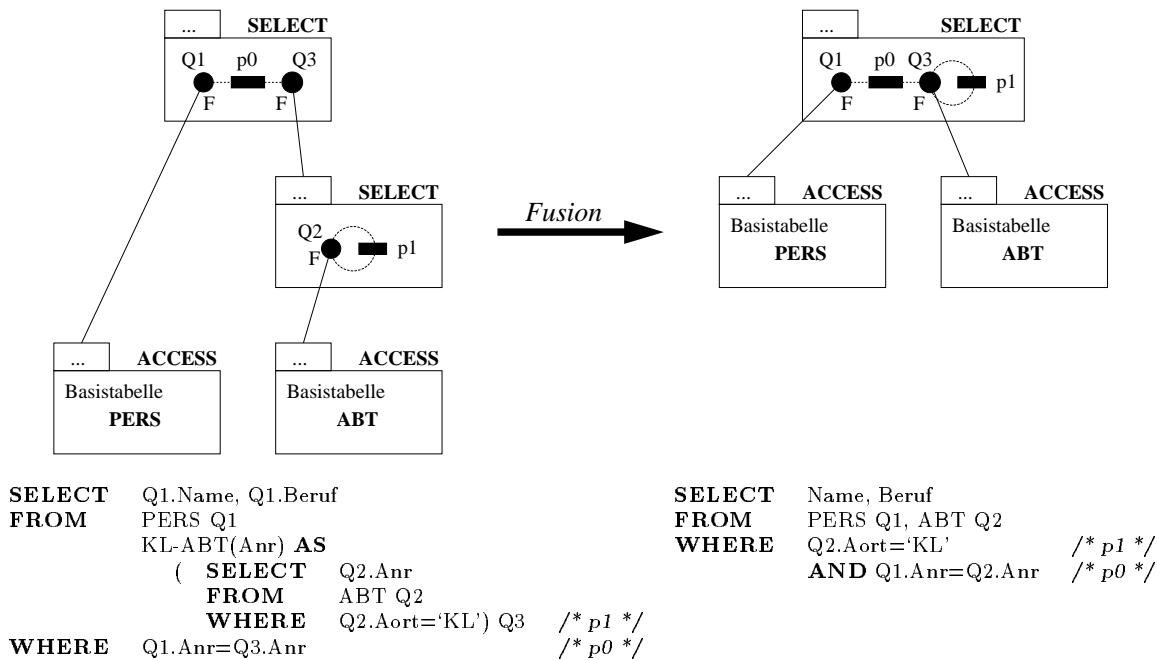 ... SELECT
Q1 p0 Q3
F F
... SELECT
Q2
F p1
... ACCESS
Basistabelle
PERS
... ACCESS
Basistabelle
ABT
Fusion
... SELECT
Q1 p0 Q3
F F p1
... ACCESS
Basistabelle
PERS
... ACCESS
Basistabelle
ABT
SELECT Q1.Name, Q1.Beruf
FROM PERS Q1
KL-ABT(Anr) AS
( SELECT Q2.Anr
FROM ABT Q2
WHERE Q2.Aort=‘KL’) Q3 /* p1 */
WHERE Q1.Anr=Q3.Anr /* p0 */
SELECT Name, Beruf
FROM PERS Q1, ABT Q2
WHERE Q2.Aort=‘KL’ /* p1 */
AND Q1.Anr=Q2.Anr /* p0 */